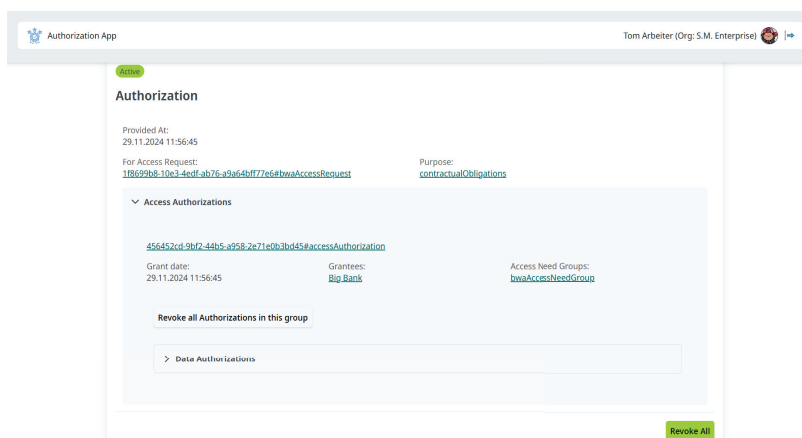 Authorization App
Tom Arbeiter (Org: S.M. Enterprise)
Active
Authorization
Provided At:
29.11.2024 11:56:45
For Access Request:
1f8699b8-10e3-4edf-ab76-a9a64bff77e6#bwaAccessRequest
Purpose:
contractualObligations
Access Authorizations
456452cd-9bf2-44b5-a958-2e71e0b3bd45#accessAuthorization
Grant date:
29.11.2024 11:56:45
Grantees:
Big Bank
Access Need Groups:
bwaAccessNeedGroup
Revoke all Authorizations in this group
Data Authorizations
Revoke All